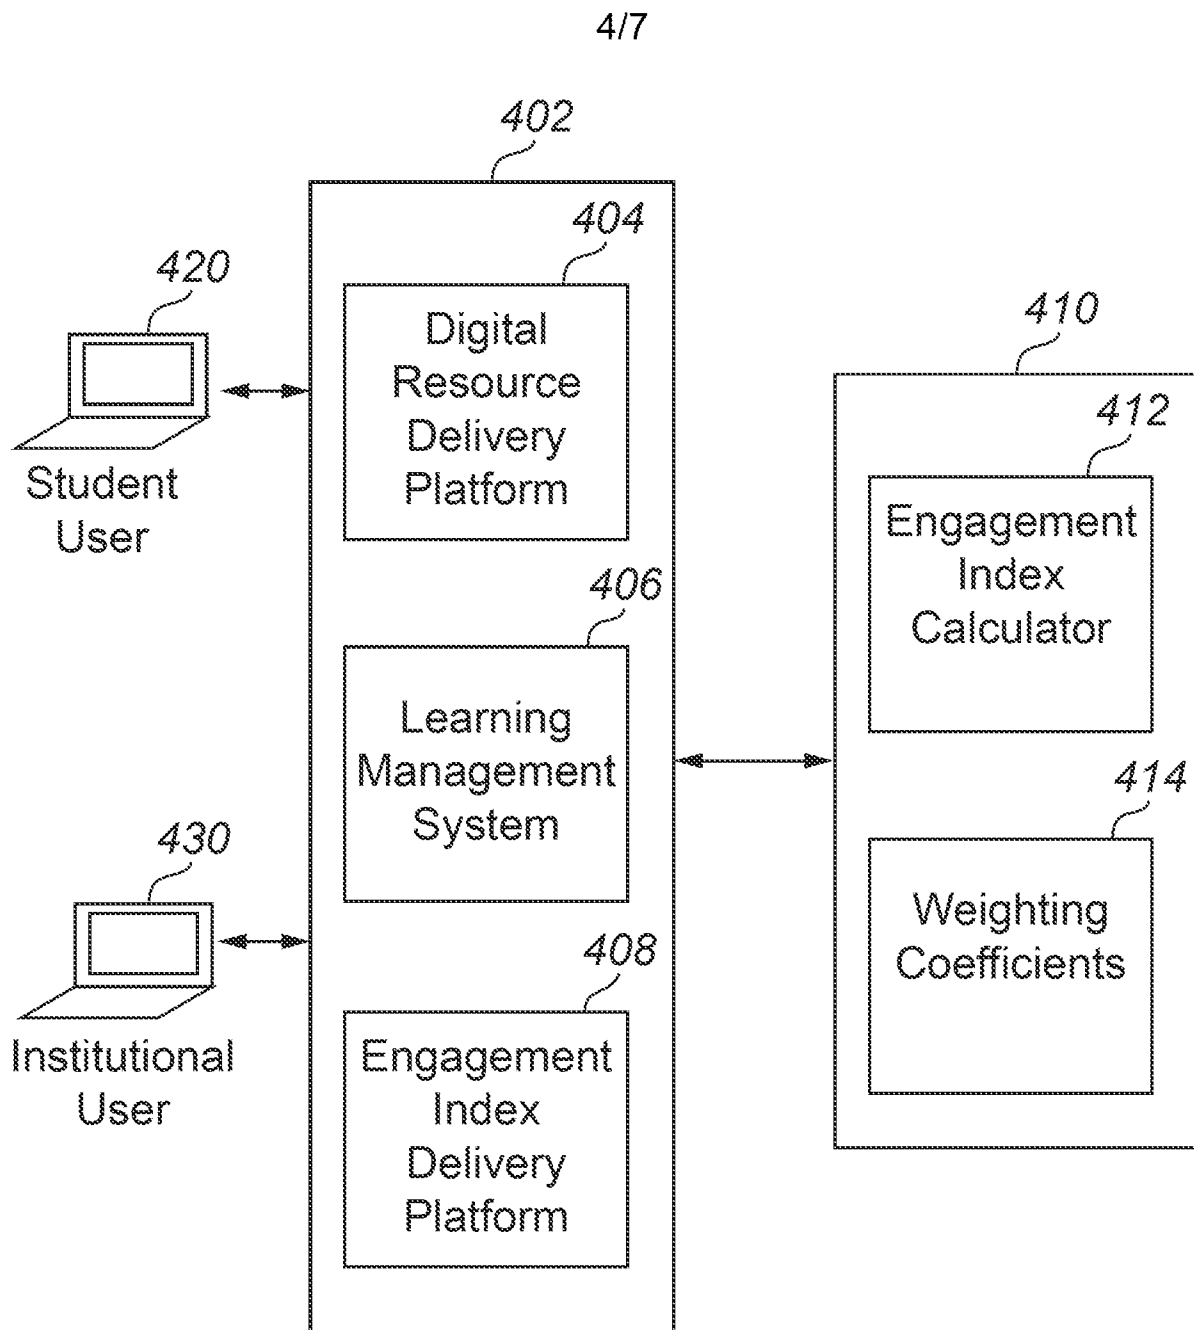 4/7
402
404
420
Digital
Resource
Delivery
Platform
Student
User
410
412
Engagement
Index
Calculator
406
Learning
Management
System
414
Weighting
Coefficients
430
Institutional
User
408
Engagement
Index
Delivery
Platform